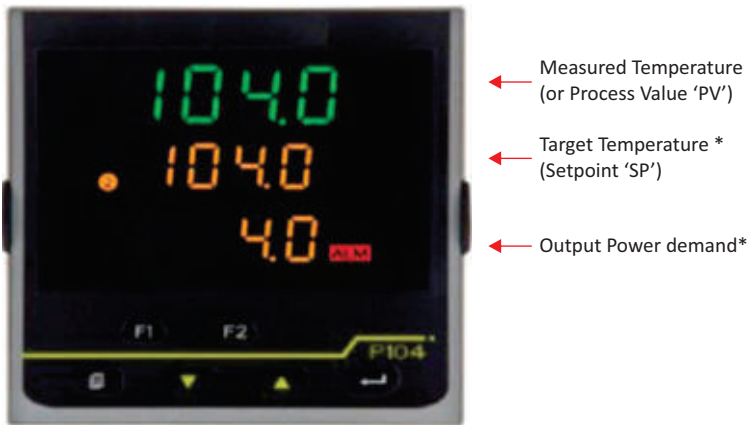 104.0
Measured Temperature
(or Process Value ‘PV’)
104.0
Target Temperature *
(Setpoint ‘SP’)
4.0 ALM
Output Power demand*
F1 F2
P104